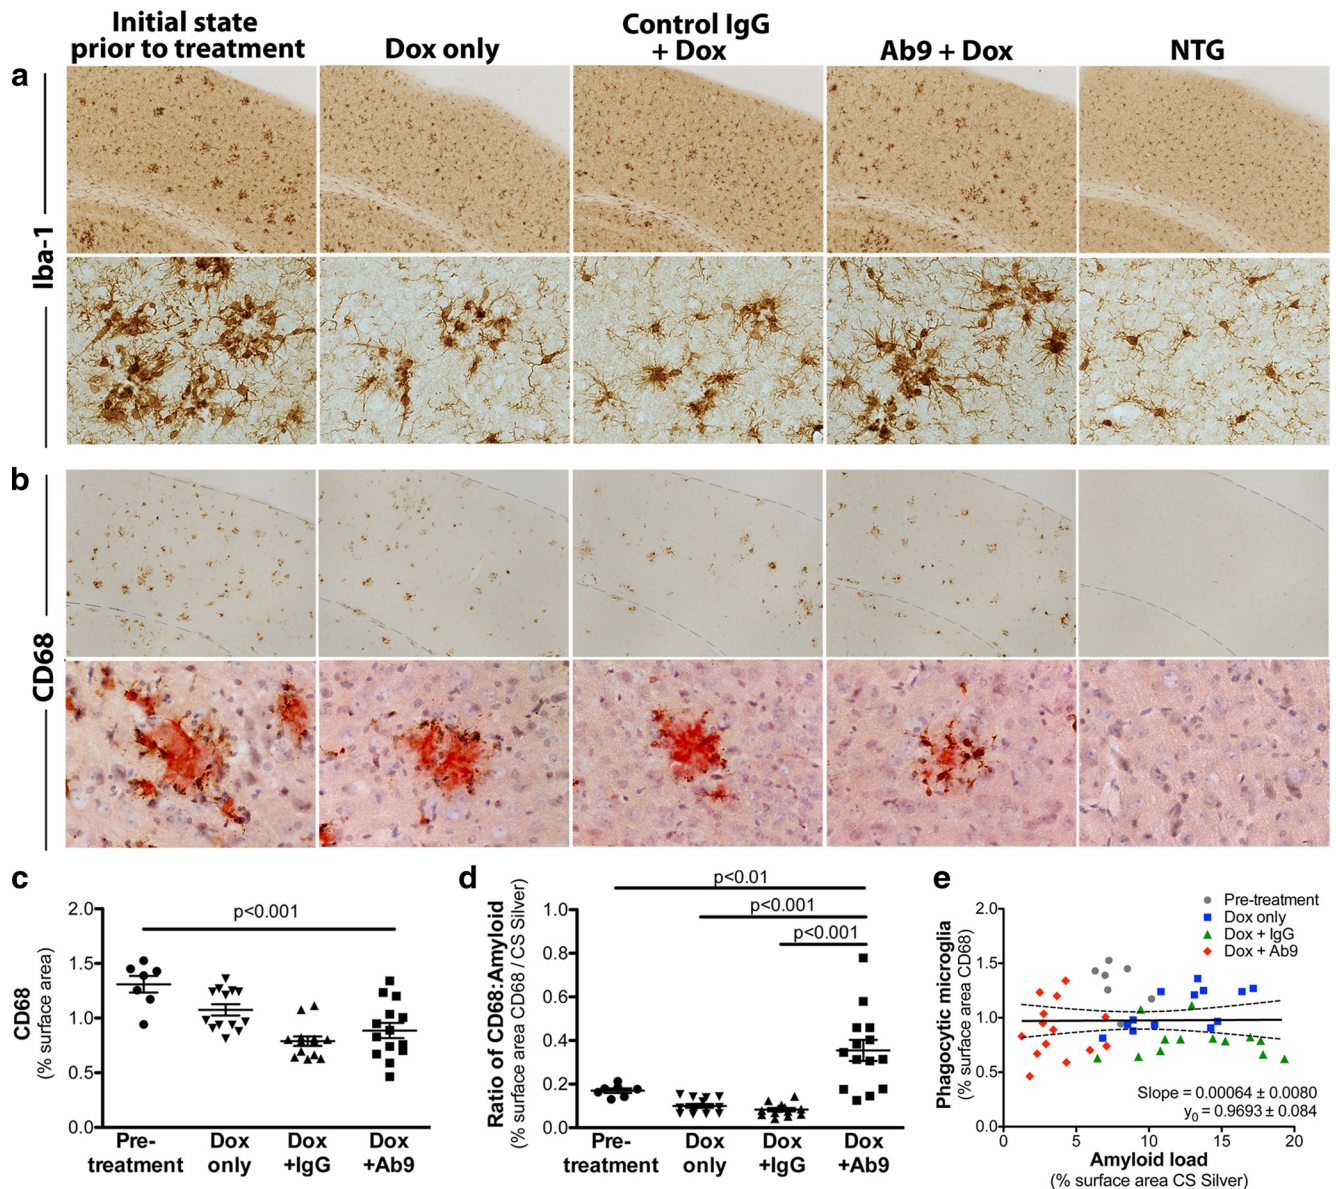 Initial state
prior to treatment
Dox only
Control IgG
+ Dox
Ab9 + Dox
NTG
a
Iba-1
b
CD68
c
CD68
(% surface area)
2.0
1.5
1.0
0.5
0.0
p<0.001
Pre-
treatment
Dox
only
Dox
+IgG
Dox
+Ab9
d
Ratio of CD68:Amyloid
(% surface area CD68 / CS Silver)
1.0
0.8
0.6
0.4
0.2
0.0
p<0.01
p<0.001
p<0.001
Pre-
treatment
Dox
only
Dox
+IgG
Dox
+Ab9
e
Phagocytic microglia
(% surface area CD68)
2.0
1.5
1.0
0.5
0.0
Pre-treatment
Dox only
Dox + IgG
Dox + Ab9
Slope = 0.00064 ± 0.0080
y0 = 0.9693 ± 0.084
0 5 10 15 20
Amyloid load
(% surface area CS Silver)